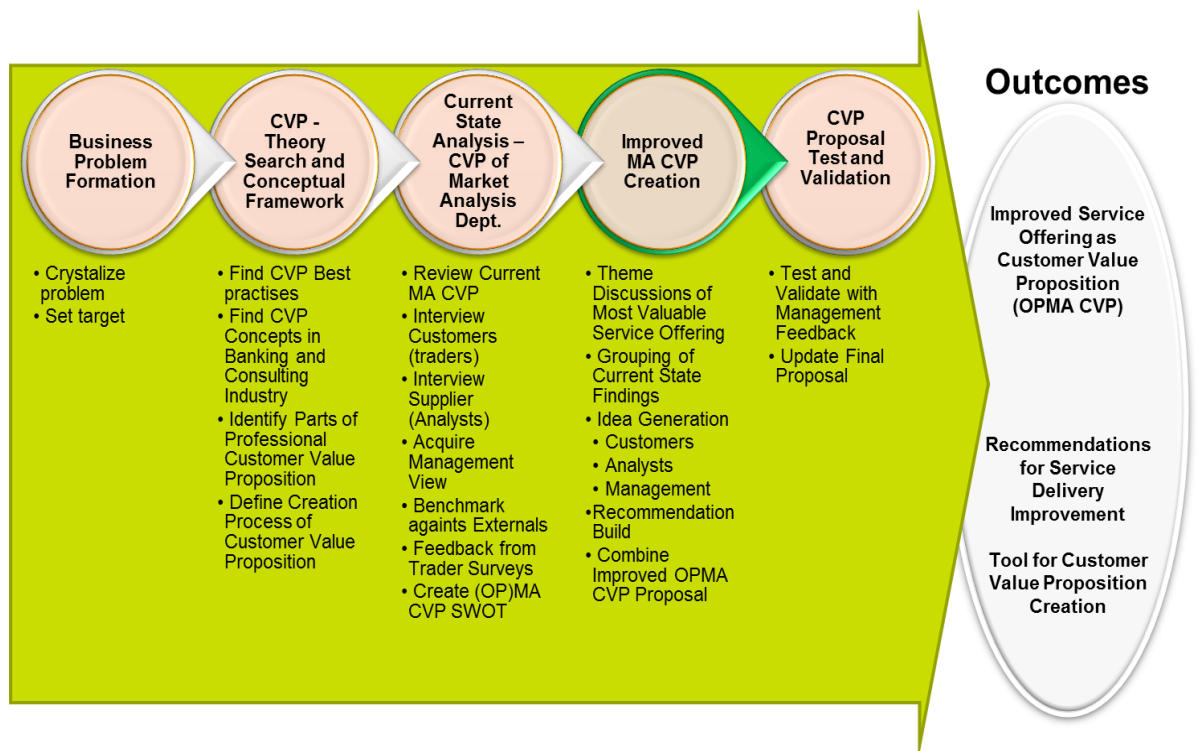 Outcomes
Business
Problem
Formation
CVP -
Theory
Search and
Conceptual
Framework
Current
State
Analysis –
CVP of
Market
Analysis
Dept.
Improved
MA CVP
Creation
CVP
Proposal
Test and
Validation
• Crystalize
problem
• Set target
• Find CVP Best
practises
• Find CVP
Concepts in
Banking and
Consulting
Industry
• Identify Parts of
Professional
Customer Value
Proposition
• Define Creation
Process of
Customer Value
Proposition
• Review Current
MA CVP
• Interview
Customers
(traders)
• Interview
Supplier
(Analysts)
• Acquire
Management
View
• Benchmark
againts Externals
• Feedback from
Trader Surveys
• Create (OP)MA
CVP SWOT
• Theme
Discussions of
Most Valuable
Service Offering
• Grouping of
Current State
Findings
• Idea Generation
• Customers
• Analysts
• Management
•Recommendation
Build
• Combine
Improved OPMA
CVP Proposal
• Test and
Validate with
Management
Feedback
• Update Final
Proposal
Improved Service
Offering as
Customer Value
Proposition
(OPMA CVP)
Recommendations
for Service
Delivery
Improvement
Tool for Customer
Value Proposition
Creation